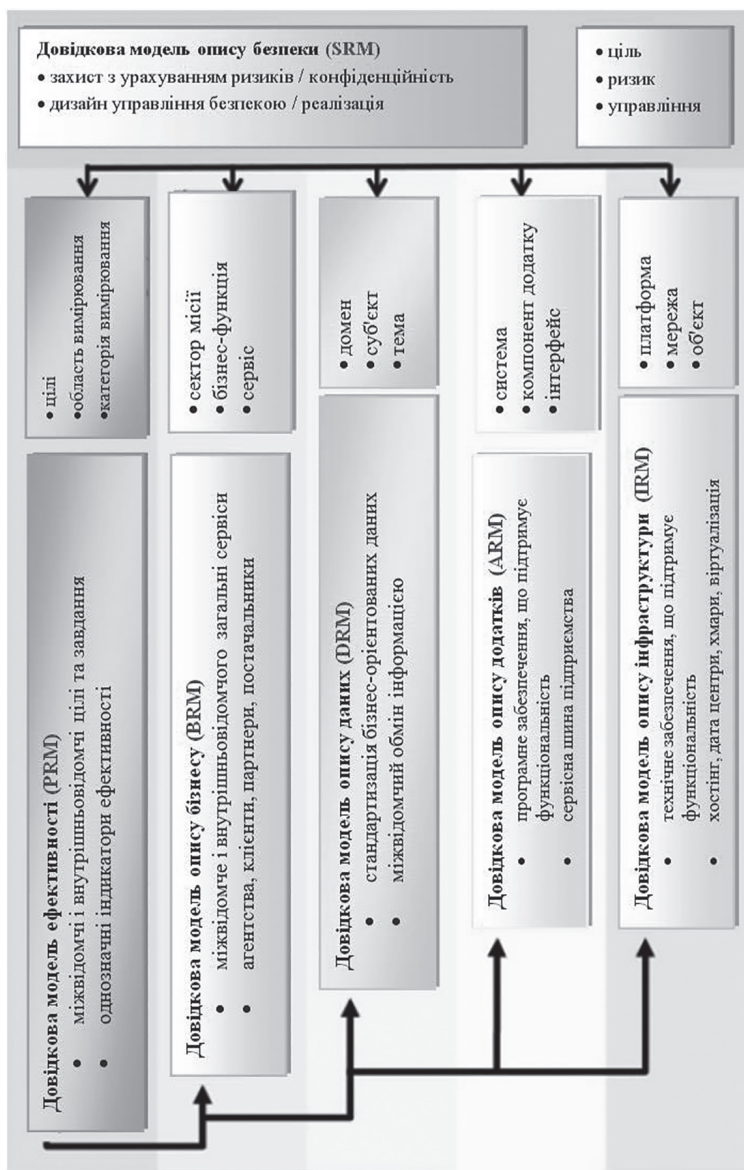 Довідкова модель опису безпеки (SRM)
• захист з урахуванням ризиків / конфіденційність
• дизайн управління безпекою / реалізація
• ціль
• ризик
• управління
Довідкова модель ефективності (PRM)
• міжвідомчі і внутрішньовідомчі цілі та завдання
• однозначні індикатори ефективності
• цілі
• область вимірювання
• категорія вимірювання
Довідкова модель опису бізнесу (BRM)
• міжвідомче і внутрішньовідомчого загальні сервіси
• агентства, клієнти, партнери, постачальники
• сектор місії
• бізнес-функція
• сервіс
Довідкова модель опису даних (DRM)
• стандартизація бізнес-орієнтованих даних
• міжвідомчий обмін інформацією
• домен
• суб'єкт
• тема
Довідкова модель опису додатків (ARM)
• програмне забезпечення, що підтримує
функціональність
• сервісна шина підприємства
• система
• компонент додатку
• інтерфейс
Довідкова модель опису інфраструктури (IRM)
• технічне забезпечення, що підтримує
функціональність
• хостінг, дата центри, хмари, віртуалізація
• платформа
• мережа
• об'єкт